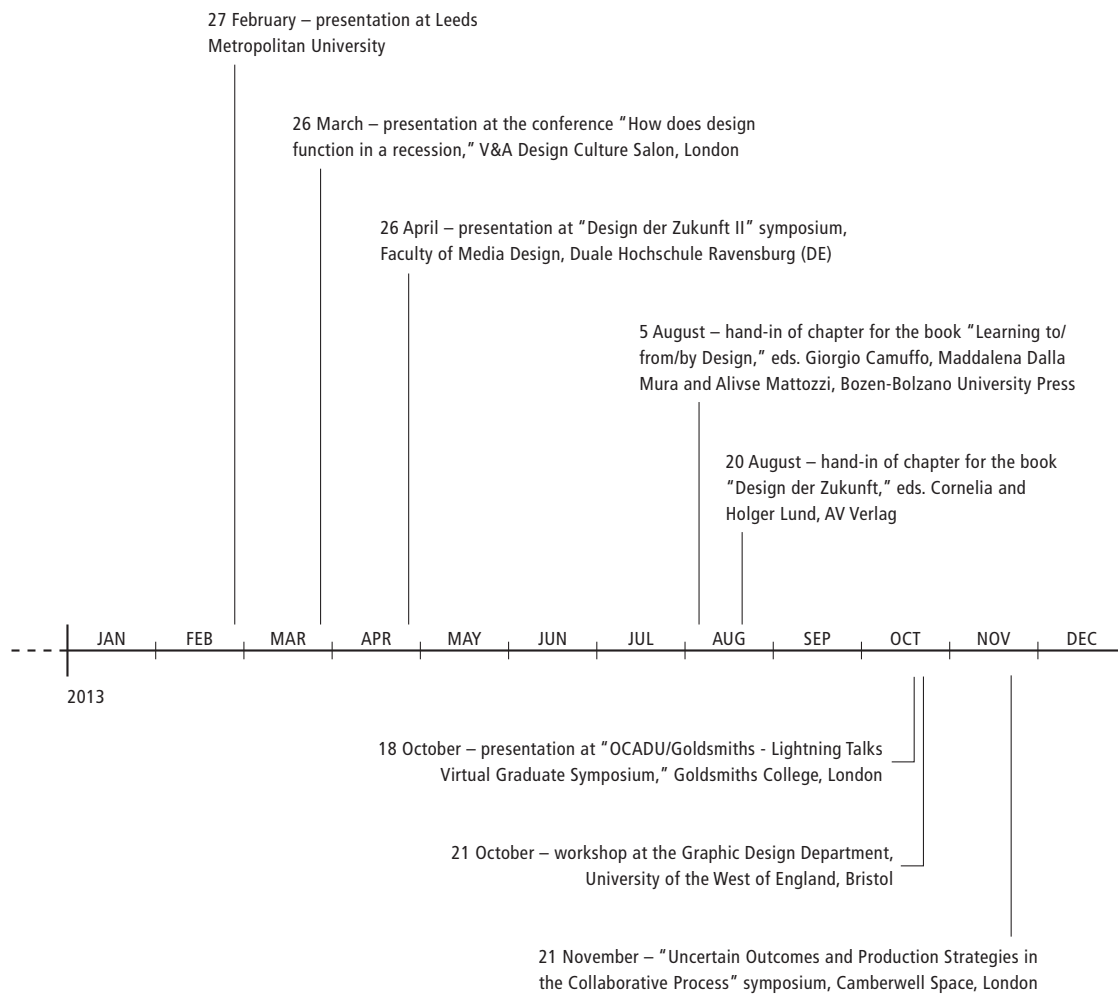 27 February – presentation at Leeds
Metropolitan University
26 March – presentation at the conference "How does design
function in a recession," V&A Design Culture Salon, London
26 April – presentation at "Design der Zukunft II" symposium,
Faculty of Media Design, Duale Hochschule Ravensburg (DE)
5 August – hand-in of chapter for the book "Learning to/
from/by Design," eds. Giorgio Camuffo, Maddalena Dalla
Mura and Alivse Mattozzi, Bozen-Bolzano University Press
20 August – hand-in of chapter for the book
"Design der Zukunft," eds. Cornelia and
Holger Lund, AV Verlag
JAN FEB MAR APR MAY JUN JUL AUG SEP OCT NOV DEC
2013
18 October – presentation at "OCADU/Goldsmiths - Lightning Talks
Virtual Graduate Symposium," Goldsmiths College, London
21 October – workshop at the Graphic Design Department,
University of the West of England, Bristol
21 November – "Uncertain Outcomes and Production Strategies in
the Collaborative Process" symposium, Camberwell Space, London